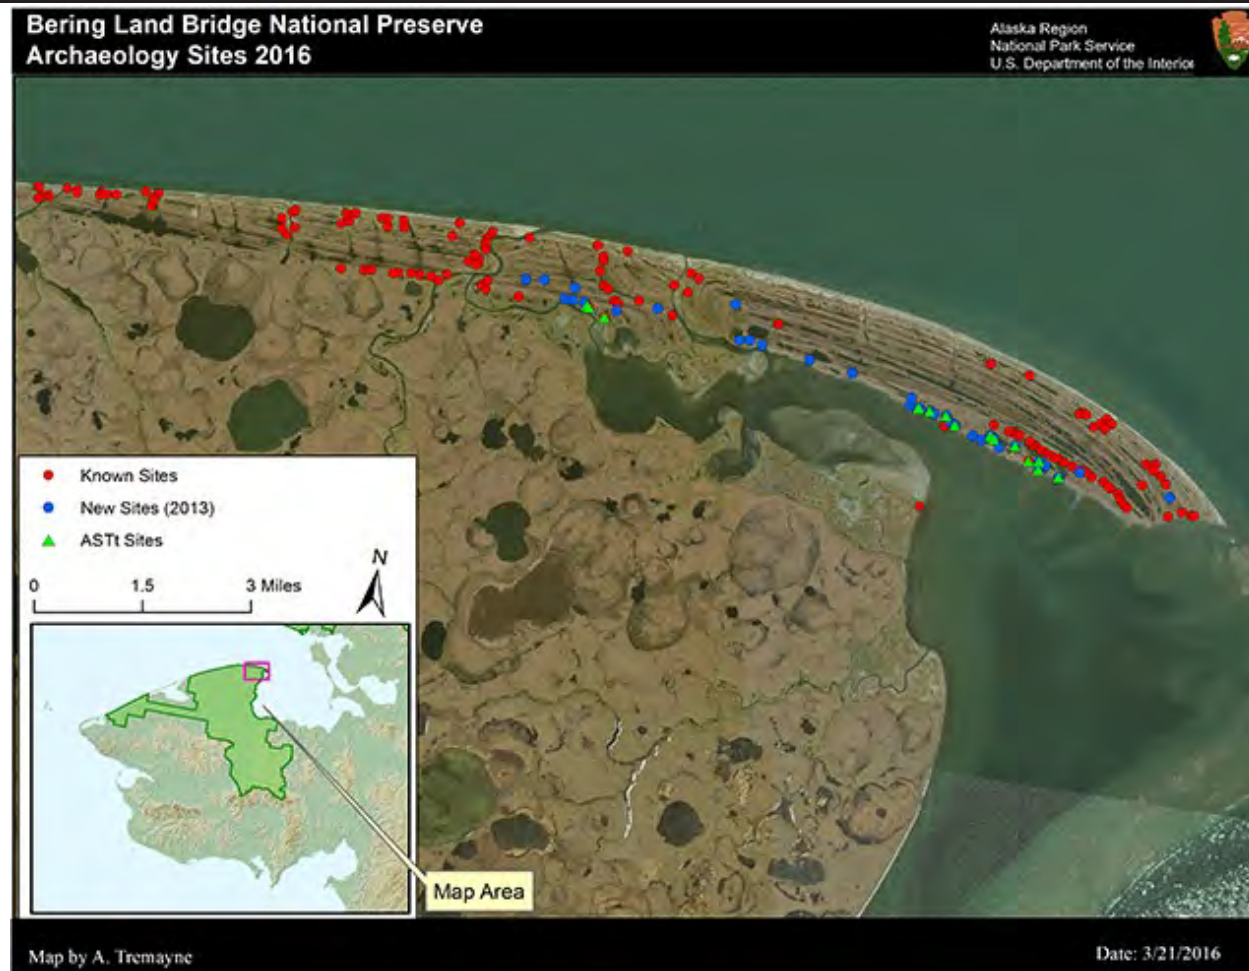 Bering Land Bridge National Preserve
Archaeology Sites 2016
Alaska Region
National Park Service
U.S. Department of the Interior
Known Sites
New Sites (2013)
ASTt Sites
N
0 1.5 3 Miles
Map Area
Map by A. Tremayne
Date: 3/21/2016